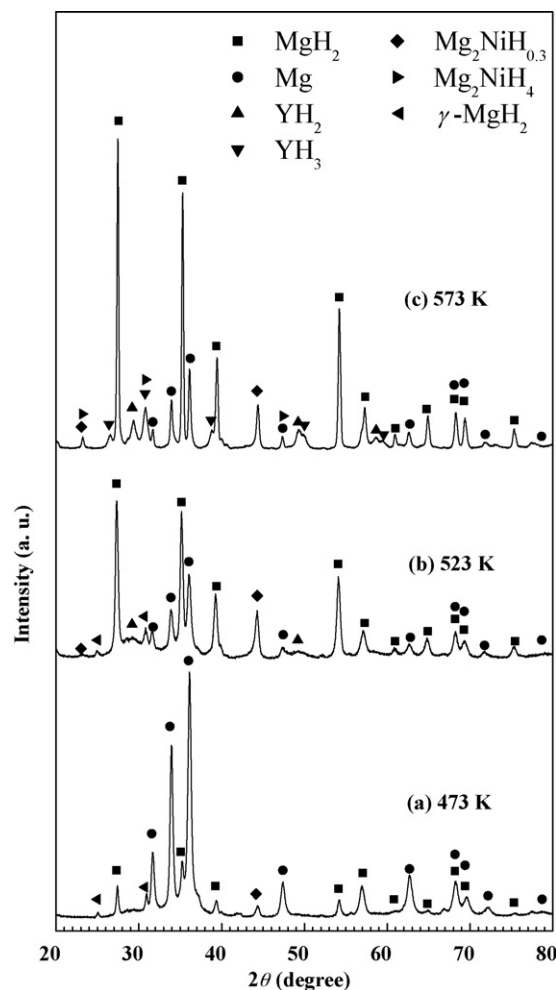 ■ MgH₂ ◆ Mg₂NiH₀.₃
● Mg ▶ Mg₂NiH₄
▲ YH₂ ◀ γ-MgH₂
▼ YH₃
(c) 573 K
(b) 523 K
(a) 473 K
Intensity (a. u.)
20 30 40 50 60 70 80
2θ (degree)